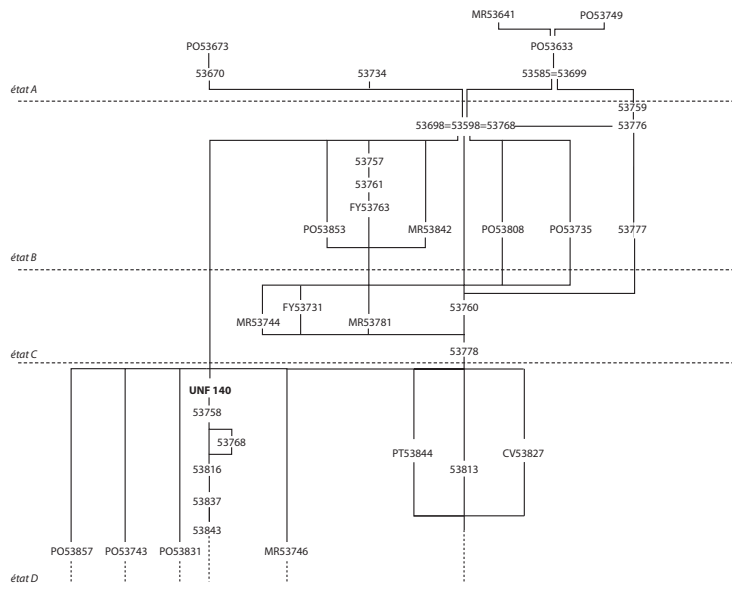 MR53641 PO53749
PO53673 PO53633
53670 53734 53585=53699
état A
53759
53698=53598=53768 53776
53757
53761
FY53763
PO53853 MR53842 PO53808 PO53735 53777
état B
FY53731 53760
MR53744 MR53781
53778
état C
UNF 140
53758
53768
PT53844 CV53827
53816 53813
53837
53843
PO53857 PO53743 PO53831 MR53746
état D